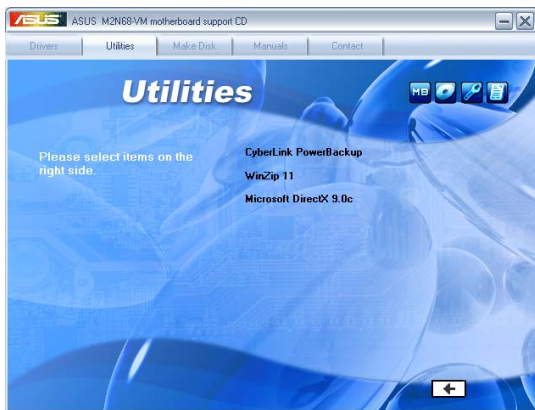 ASUS M2N68-VM motherboard support CD
Drivers Utilities Make Disk Manuals Contact
Utilities
MB
Please select items on the
right side.
CyberLink PowerBackup
WinZip 11
Microsoft DirectX 9.0c